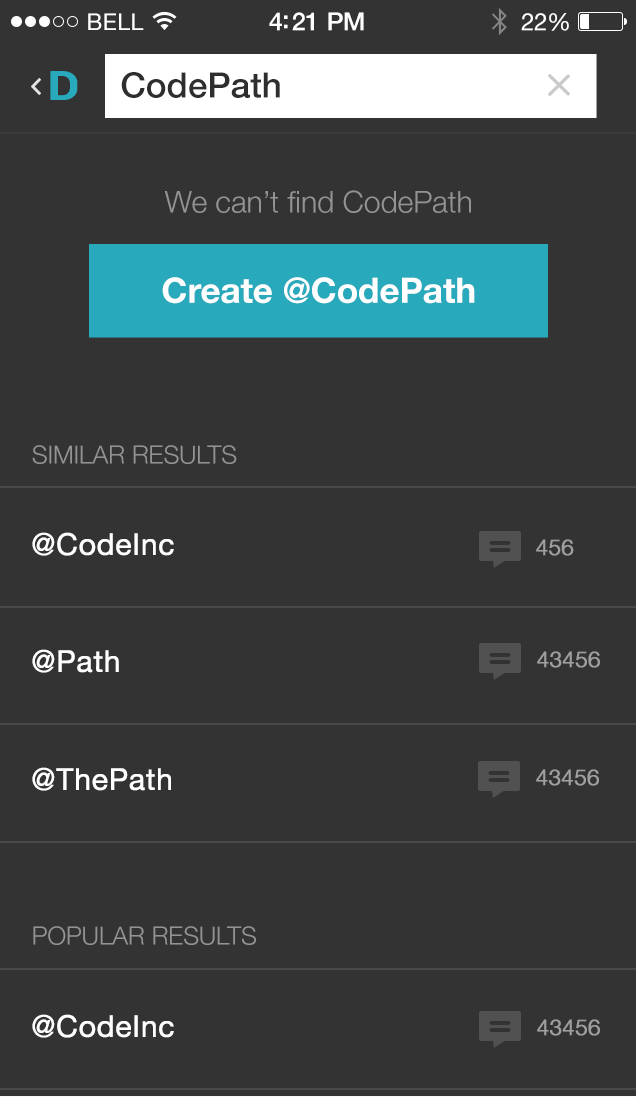 BELL 4:21 PM 22%
D CodePath
We can't find CodePath
Create @CodePath
SIMILAR RESULTS
@CodeInc 456
@Path 43456
@ThePath 43456
POPULAR RESULTS
@CodeInc 43456